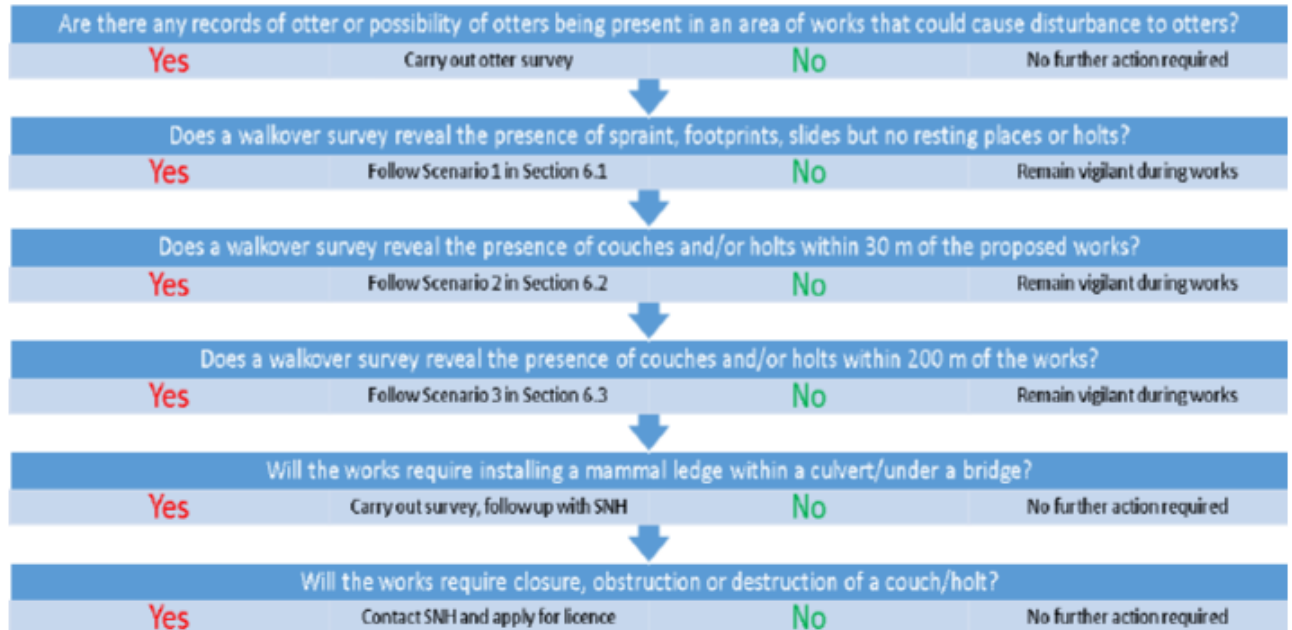 Are there any records of otter or possibility of otters being present in an area of works that could cause disturbance to otters?
Yes Carry out otter survey No No further action required
Does a walkover survey reveal the presence of spraint, footprints, slides but no resting places or holts?
Yes Follow Scenario 1 in Section 6.1 No Remain vigilant during works
Does a walkover survey reveal the presence of couches and/or holts within 30 m of the proposed works?
Yes Follow Scenario 2 in Section 6.2 No Remain vigilant during works
Does a walkover survey reveal the presence of couches and/or holts within 200 m of the works?
Yes Follow Scenario 3 in Section 6.3 No Remain vigilant during works
Will the works require installing a mammal ledge within a culvert/under a bridge?
Yes Carry out survey, follow up with SNH No No further action required
Will the works require closure, obstruction or destruction of a couch/holt?
Yes Contact SNH and apply for licence No No further action required